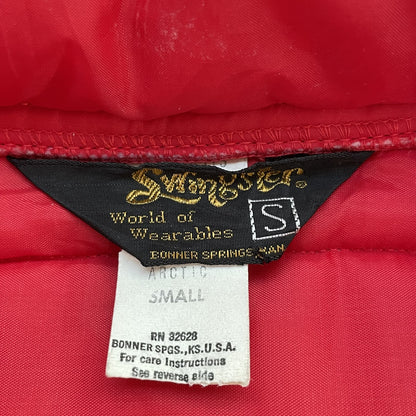 Swingster.
World of
Wearables
S
BONNER SPRINGS, KAN
ARCTIC
SMALL
RN 32628
BONNER SPGS., KS. U.S.A.
For care Instructions
See reverse side